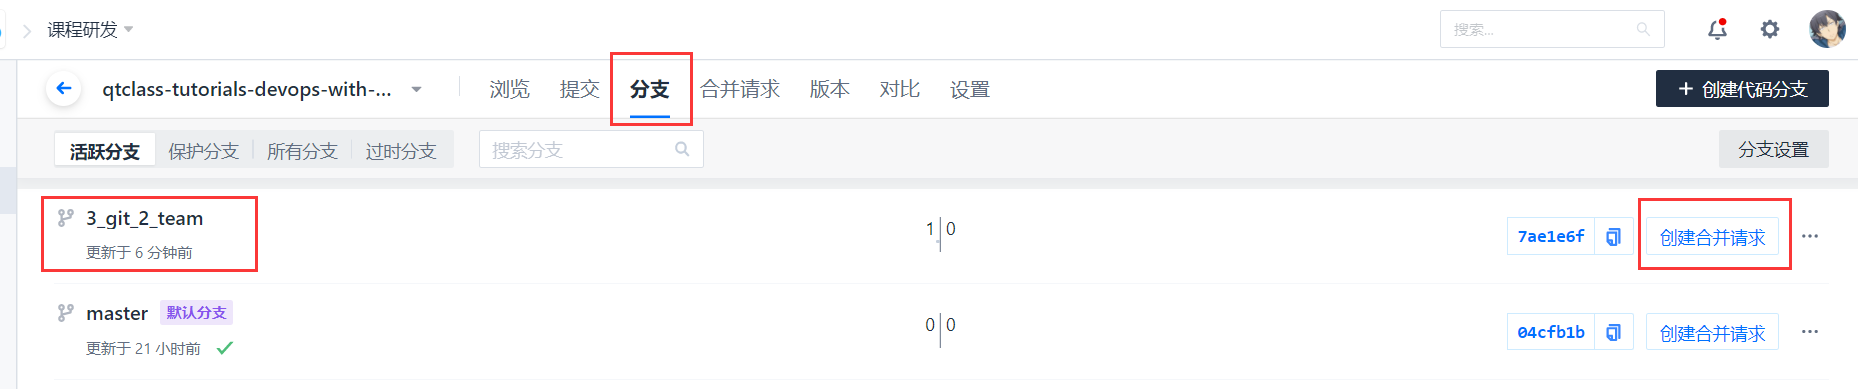 课程研发
搜索...
qtclass-tutorials-devops-with-...
浏览 提交 分支 合并请求 版本 对比 设置
+ 创建代码分支
活跃分支 保护分支 所有分支 过时分支
搜索分支
分支设置
3_git_2_team
更新于 6 分钟前
1 0
7ae1e6f
创建合并请求
...
master 默认分支
更新于 21 小时前
0 0
04cfb1b
创建合并请求
...